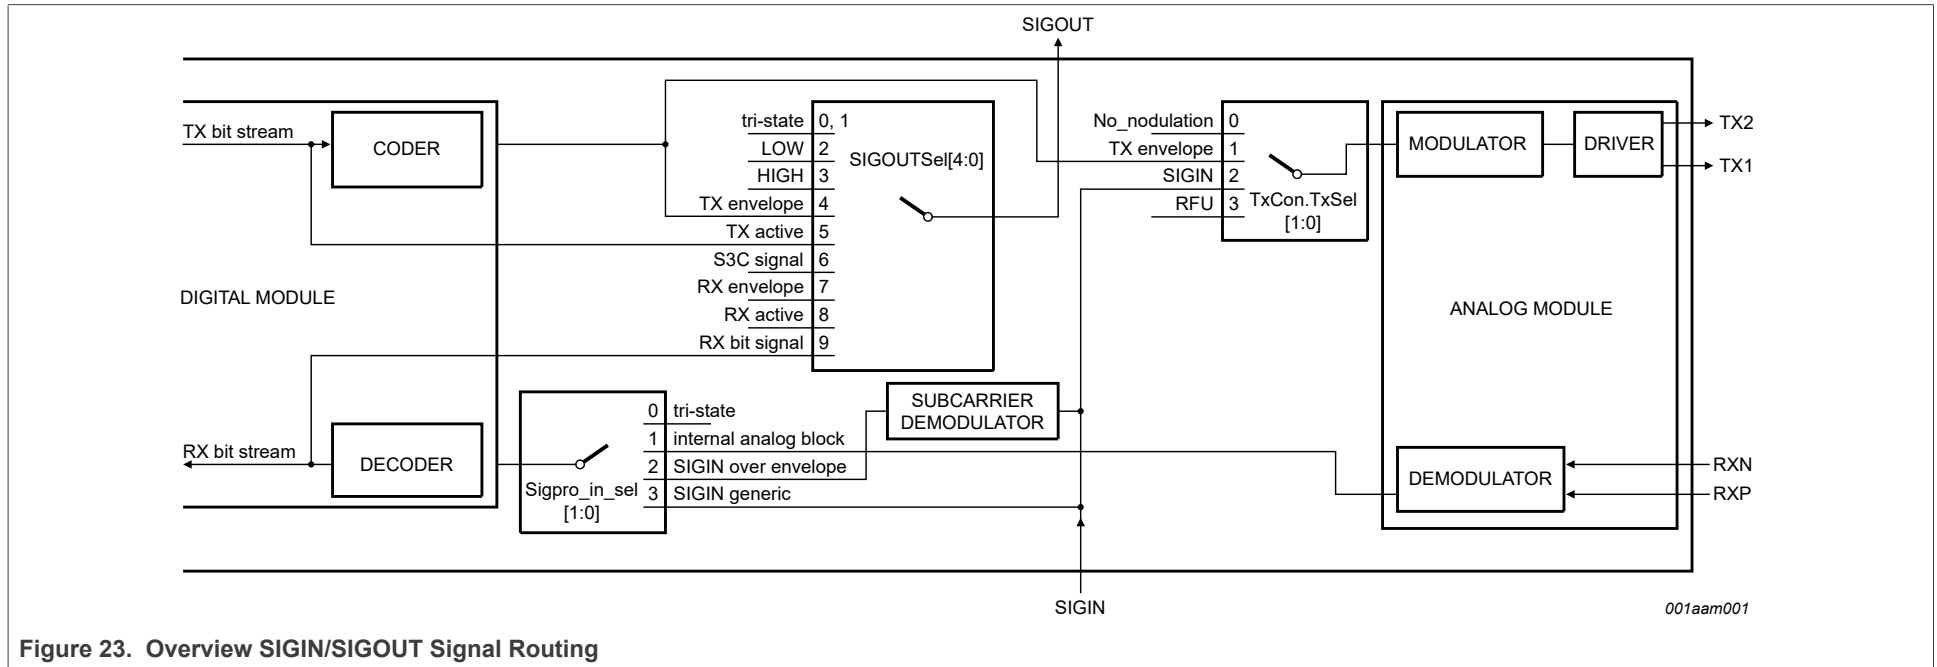 SIGOUT
TX bit stream
CODER
tri-state 0, 1
LOW 2
HIGH 3
TX envelope 4
TX active 5
S3C signal 6
RX envelope 7
RX active 8
RX bit signal 9
SIGOUTSel[4:0]
No_nodulation 0
TX envelope 1
SIGIN 2
RFU 3
TxCon.TxSel
[1:0]
MODULATOR
DRIVER
TX2
TX1
DIGITAL MODULE
ANALOG MODULE
RX bit stream
DECODER
Sigpro_in_sel
[1:0]
0 tri-state
1 internal analog block
2 SIGIN over envelope
3 SIGIN generic
SUBCARRIER
DEMODULATOR
DEMODULATOR
RXN
RXP
SIGIN
001aam001
Figure 23. Overview SIGIN/SIGOUT Signal Routing